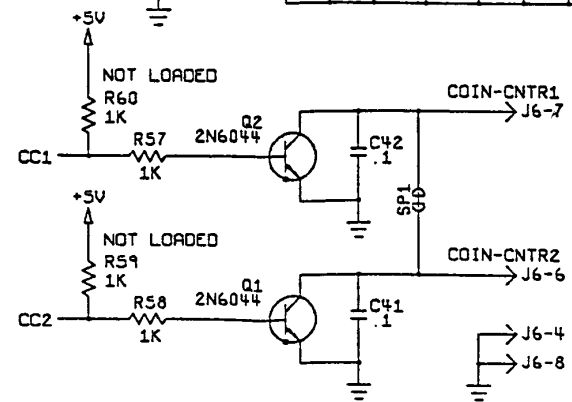 +5V
NOT LOADED
R60
1K
CC1
R57
1K
Q2
2N6044
C42
.1
COIN-CNTR1
J6-7
SP1
+5V
NOT LOADED
R59
1K
CC2
R58
1K
Q1
2N6044
C41
.1
COIN-CNTR2
J6-6
J6-4
J6-8